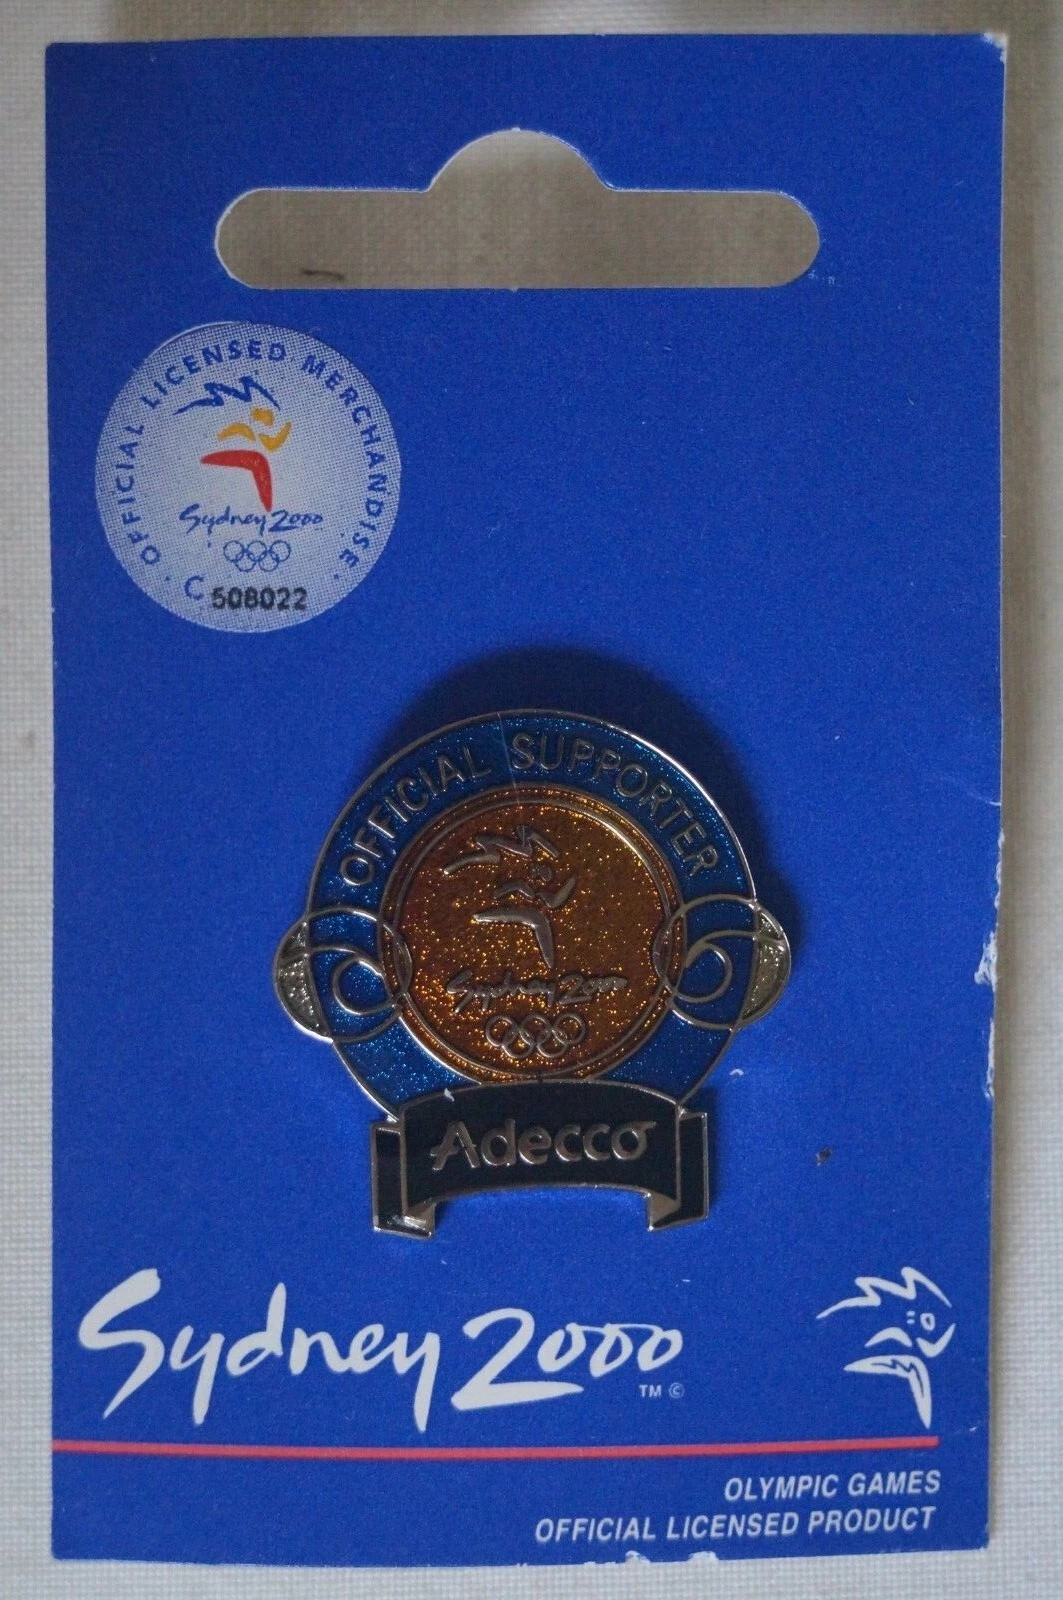 OFFICIAL LICENSED MERCHANDISE
Sydney 2000
C 508022
OFFICIAL SUPPORTER
Sydney 2000
Adecco
Sydney 2000
TM ©
OLYMPIC GAMES
OFFICIAL LICENSED PRODUCT